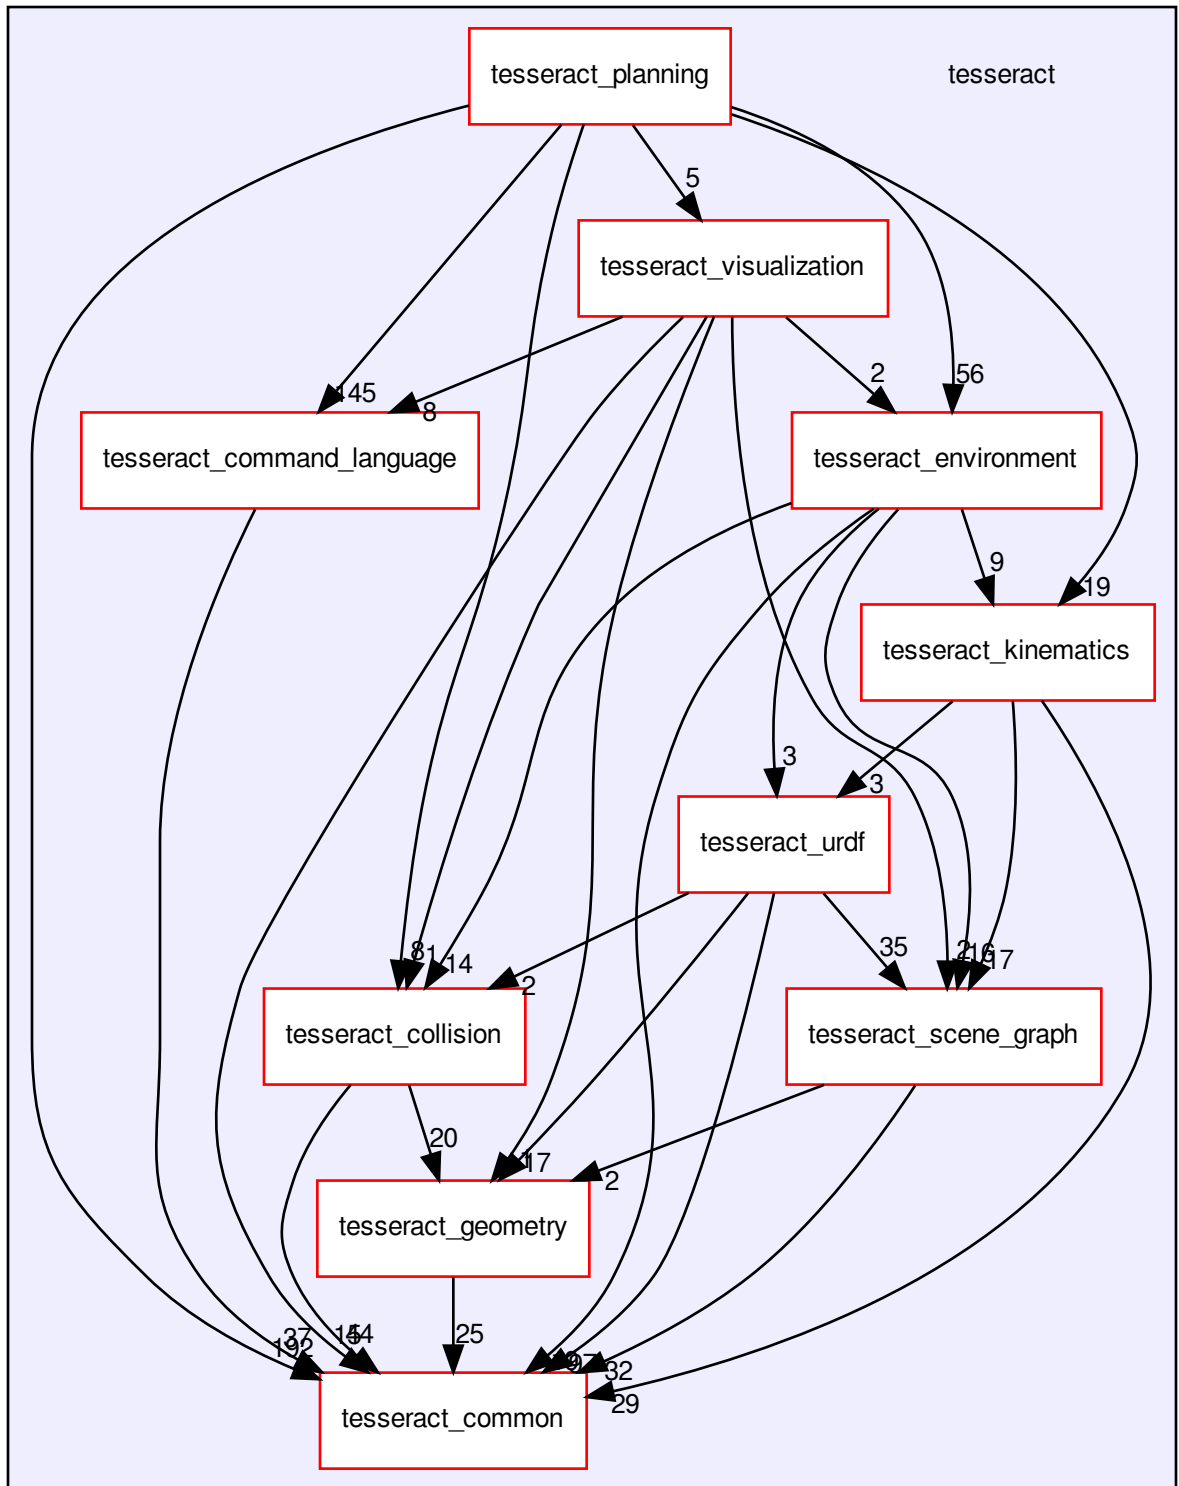 tesseract_planning
tesseract
5
tesseract_visualization
145
8
2
56
tesseract_command_language
tesseract_environment
9
19
tesseract_kinematics
3
3
tesseract_urdf
14
2
35
17
tesseract_collision
tesseract_scene_graph
20
17
2
tesseract_geometry
37
192
25
32
29
tesseract_common